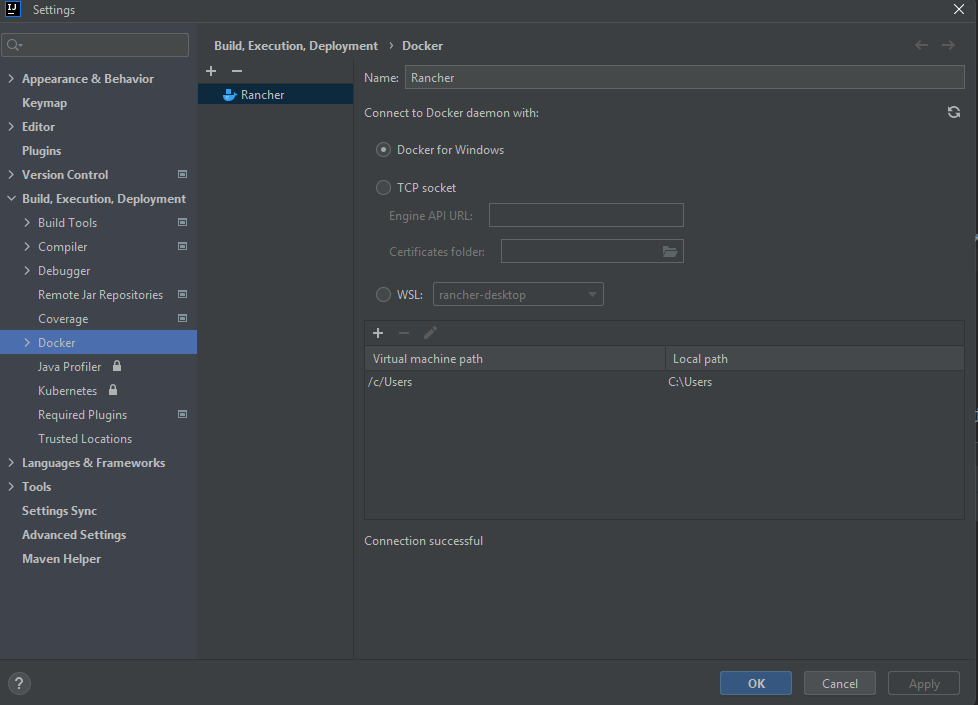 IJ
Settings
Appearance & Behavior
Keymap
Editor
Plugins
Version Control
Build, Execution, Deployment
Build Tools
Compiler
Debugger
Remote Jar Repositories
Coverage
Docker
Java Profiler
Kubernetes
Required Plugins
Trusted Locations
Languages & Frameworks
Tools
Settings Sync
Advanced Settings
Maven Helper
Build, Execution, Deployment › Docker
Rancher
Name: Rancher
Connect to Docker daemon with:
Docker for Windows
TCP socket
Engine API URL:
Certificates folder:
WSL: rancher-desktop
Virtual machine path Local path
/c/Users C:\Users
Connection successful
?
OK Cancel Apply